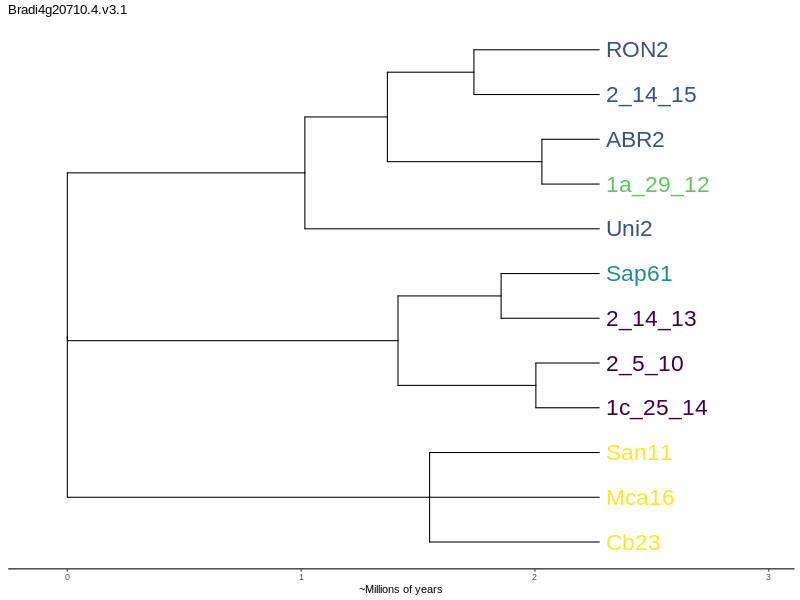 Bradi4g20710.4.v3.1
RON2
2_14_15
ABR2
1a_29_12
Uni2
Sap61
2_14_13
2_5_10
1c_25_14
San11
Mca16
Cb23
0 1 2 3
~Millions of years